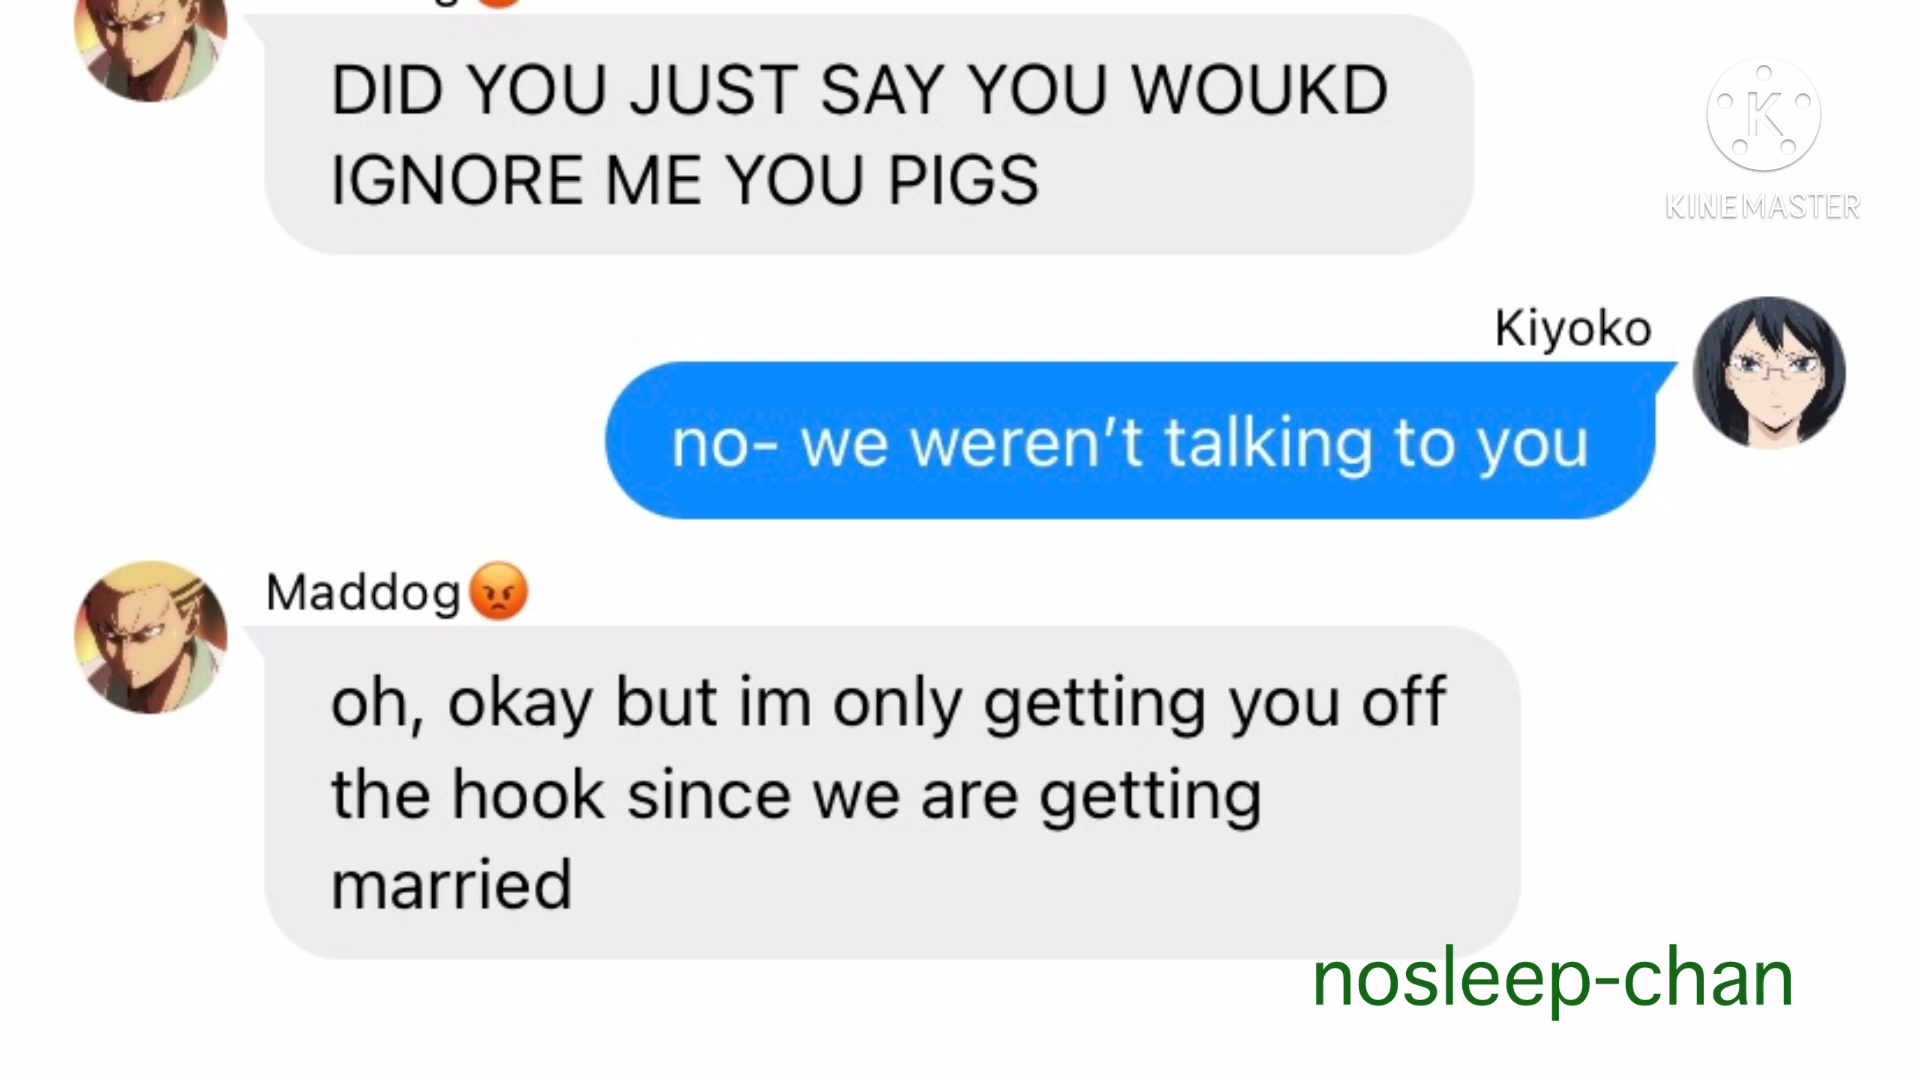 DID YOU JUST SAY YOU WOUKD
IGNORE ME YOU PIGS
K
KINEMASTER
Kiyoko
no- we weren’t talking to you
Maddog😡
oh, okay but im only getting you off
the hook since we are getting
married
nosleep-chan